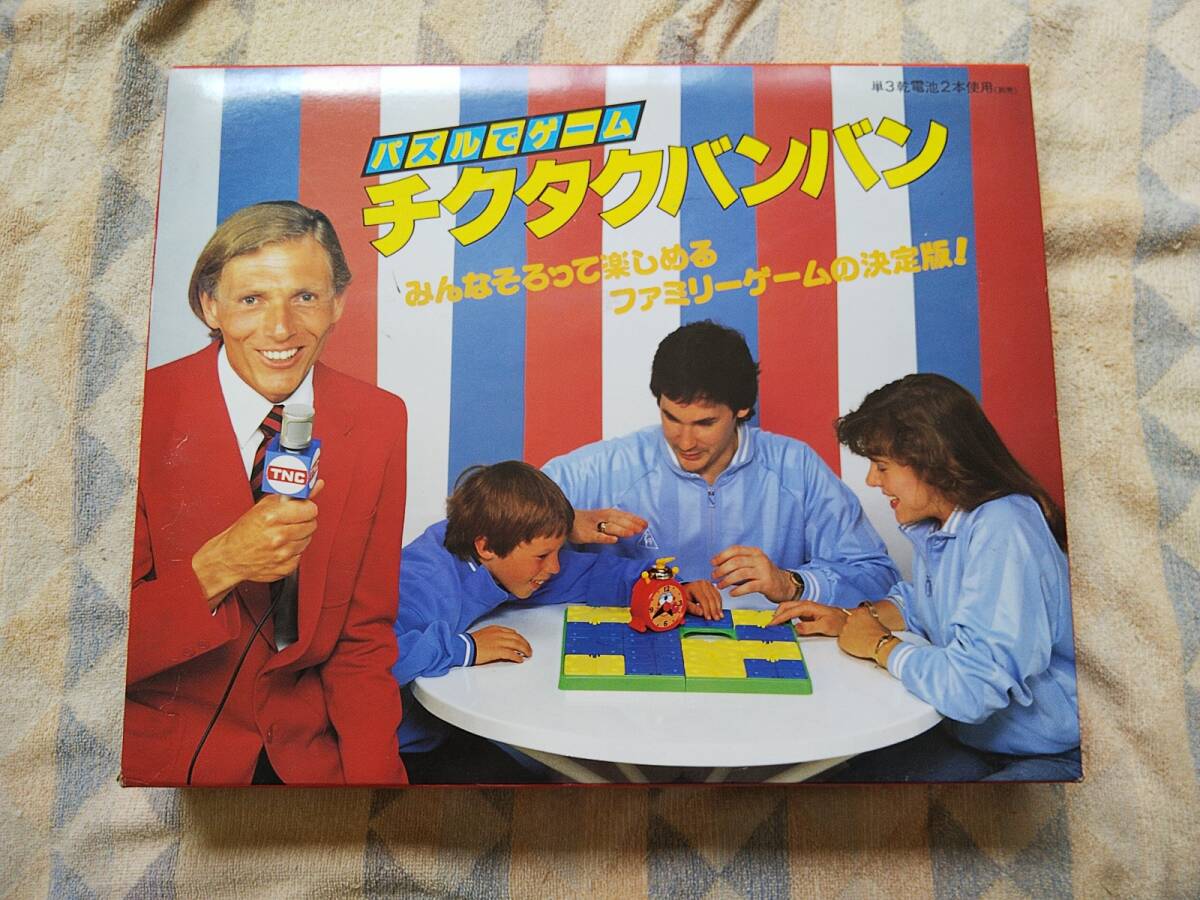 単3乾電池2本使用(別売)
パズルでゲーム
チクタクバンバン
みんなそろって楽しめる
ファミリーゲームの決定版!
TNC